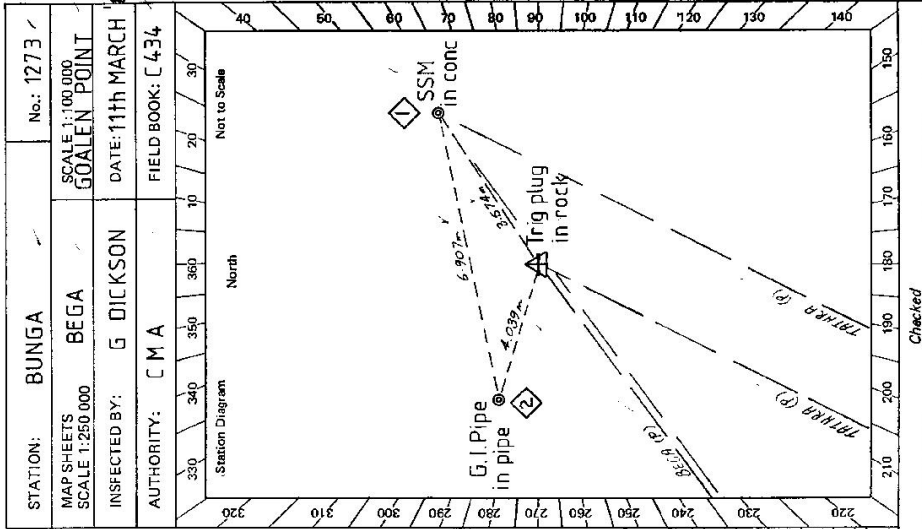 STATION: BUNGA No.: 1273
MAP SHEETS
SCALE 1:250 000 BEGA SCALE 1:100 000
GOALEN POINT
INSPECTED BY: G DICKSON DATE: 11th MARCH
AUTHORITY: C M A FIELD BOOK: C 434
330 340 350 360 10 20 30
Station Diagram North Not to Scale
320 310 300 290 280 270 260 250 240 230 220
40 50 60 70 80 90 100 110 120 130 140
1
SSM
in conc
6.907m
3.574m
G.I.Pipe
in pipe
2
4.039m
Trig plug
in rock
BEGA (P)
TATHRA (P)
TATHRA (P)
210 200 190 180 170 160 150
Checked